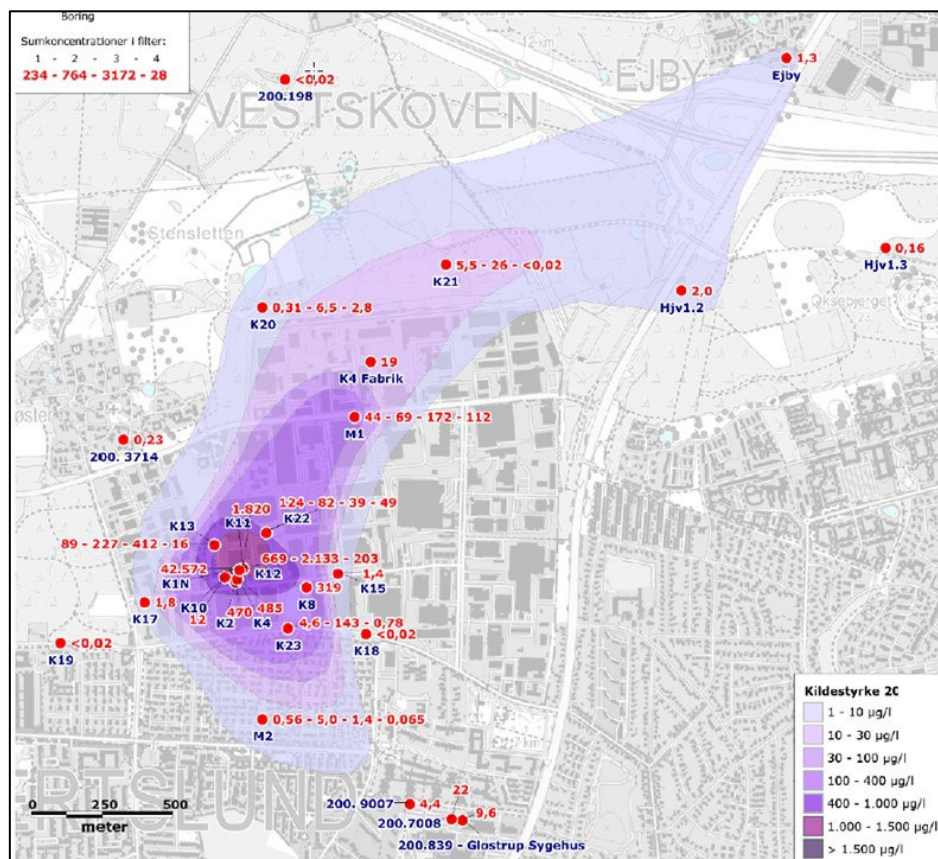 Boring
Sumkoncentrationer i filter:
1 - 2 - 3 - 4
234 - 764 - 3172 - 28
<0,02
200.198
VESTSKOVEN
EJBY
1,3
Ejby
Stensletten
5,5 - 26 - <0,02
K21
0,16
Hjv1.3
2,0
Hjv1.2
Oksebjerget
0,31 - 6,5 - 2,8
K20
19
K4 Fabrik
44 - 69 - 172 - 112
M1
0,23
200. 3714
1.820
124 - 82 - 39 - 49
K13
K11
K22
89 - 227 - 412 - 16
669 - 2.133 - 203
42.572
K12
K1N
1,4
K15
K10
319
K8
12
K2
470
K4
485
1,8
K17
4,6 - 143 - 0,78
K23
<0,02
K18
<0,02
K19
0,56 - 5,0 - 1,4 - 0,065
M2
ERTSLUND
0
200
500
meter
200. 9007
4,4
22
200.7008
9,6
200.839 - Glostrup Sygehus
Kildestyrke 20
1 - 10 µg/l
10 - 30 µg/l
30 - 100 µg/l
100 - 400 µg/l
400 - 1.000 µg/l
1.000 - 1.500 µg/l
> 1.500 µg/l